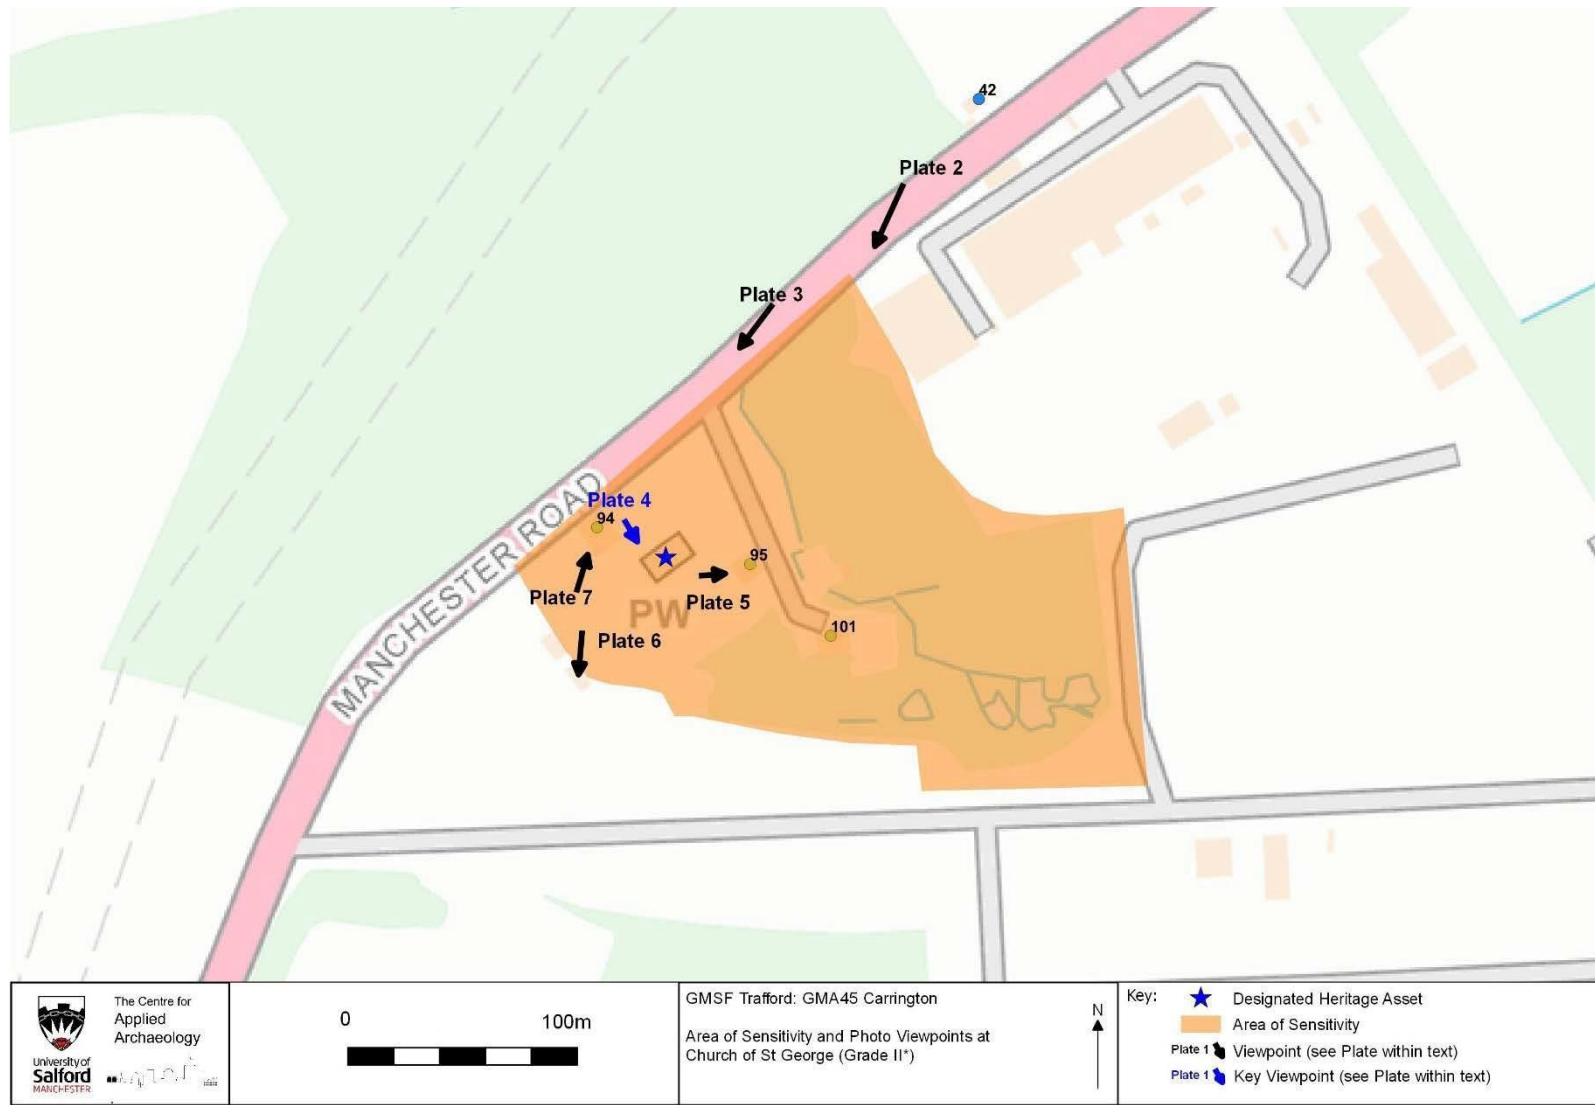 42
Plate 2
Plate 3
MANCHESTER ROAD
Plate 4
94
95
Plate 7
Plate 5
PW
Plate 6
101
The Centre for
Applied
Archaeology
University of
Salford
MANCHESTER
0 100m
GMSF Trafford: GMA45 Carrington
Area of Sensitivity and Photo Viewpoints at
Church of St George (Grade II*)
N
Key:
Designated Heritage Asset
Area of Sensitivity
Plate 1 Viewpoint (see Plate within text)
Plate 1 Key Viewpoint (see Plate within text)